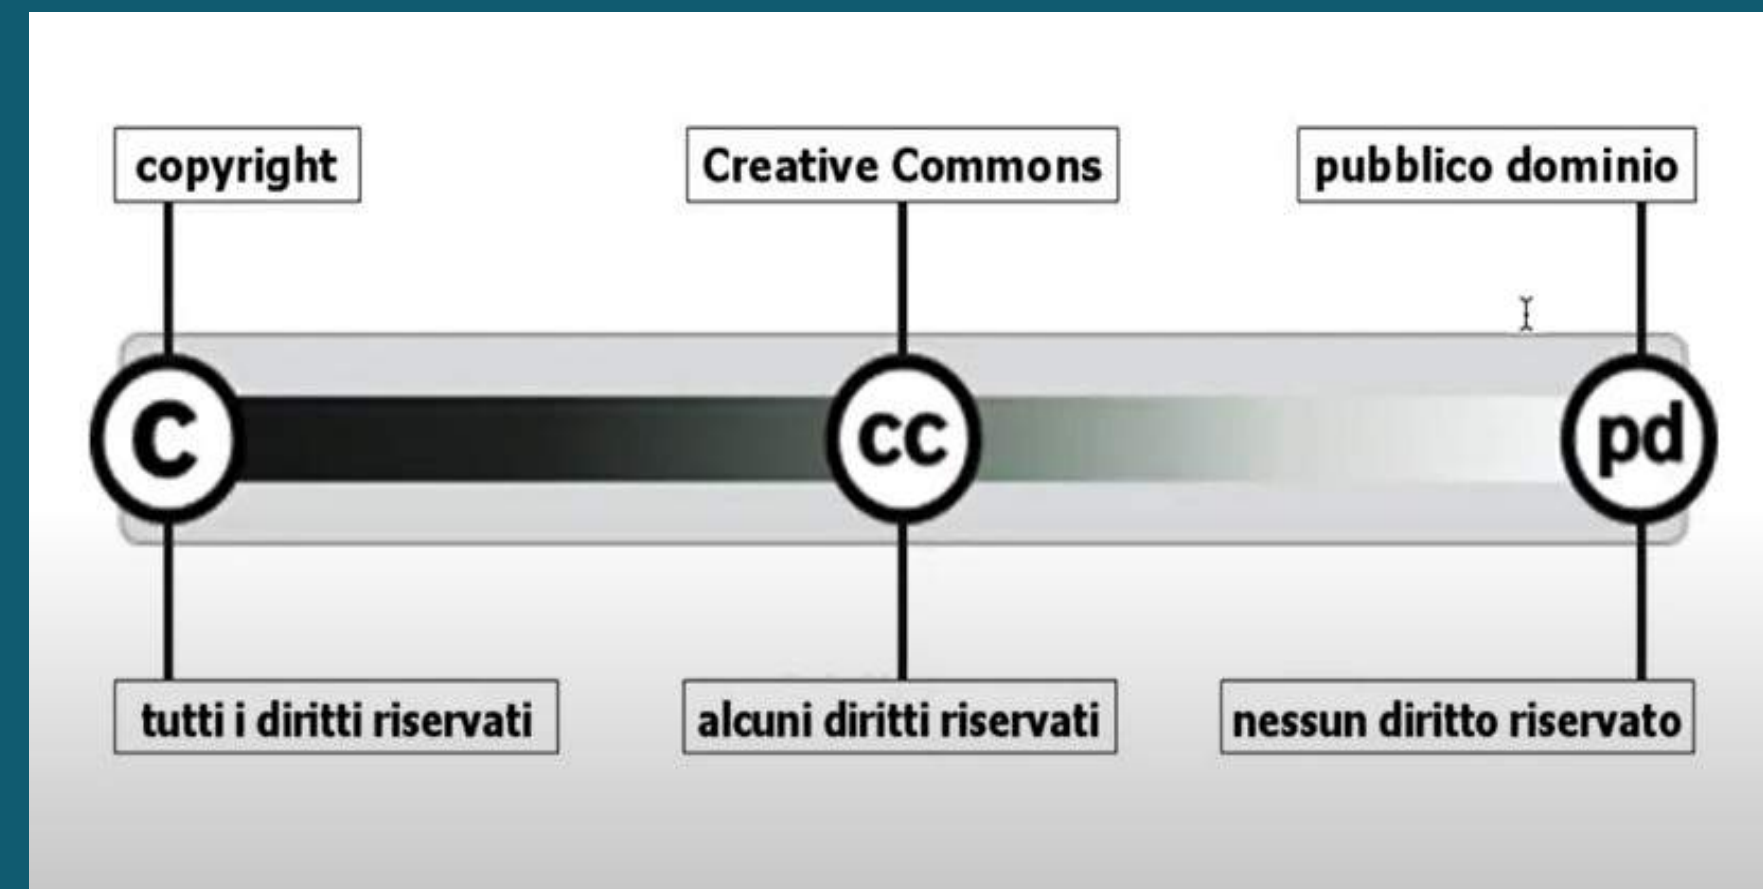 copyright
Creative Commons
pubblico dominio
c
cc
pd
tutti i diritti riservati
alcuni diritti riservati
nessun diritto riservato